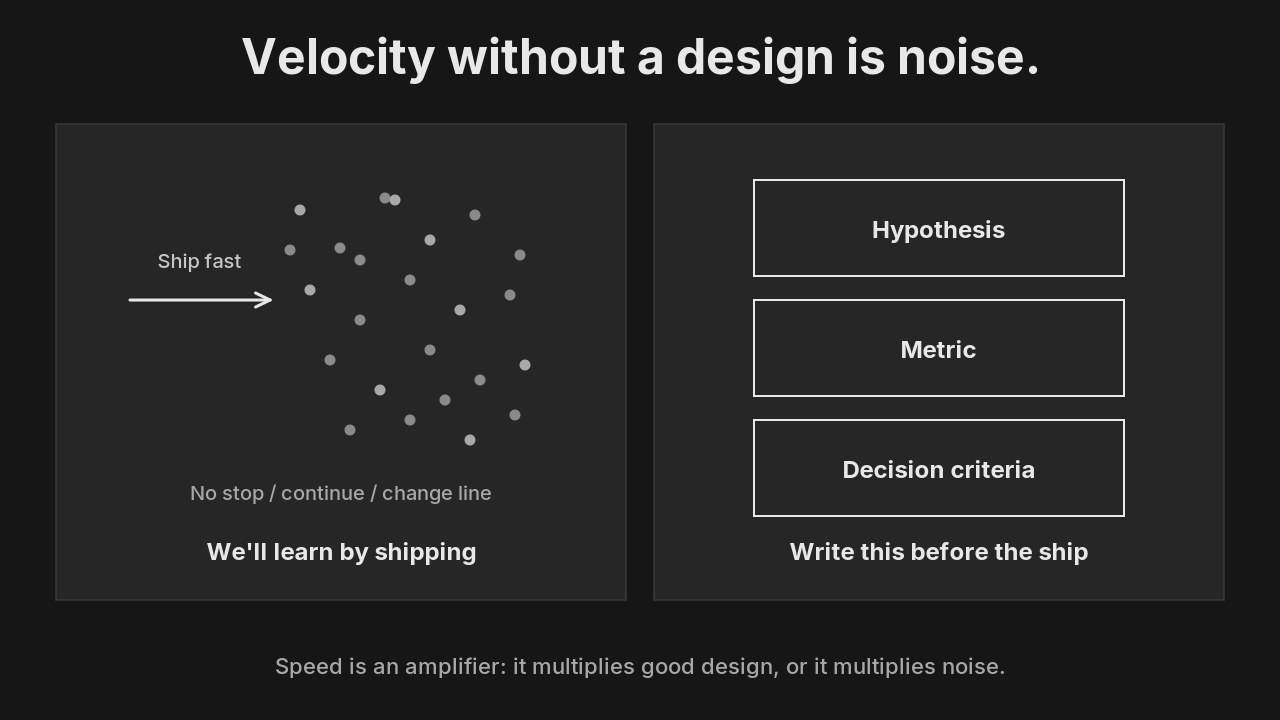 Velocity without a design is noise.
Ship fast
No stop / continue / change line
We'll learn by shipping
Hypothesis
Metric
Decision criteria
Write this before the ship
Speed is an amplifier: it multiplies good design, or it multiplies noise.